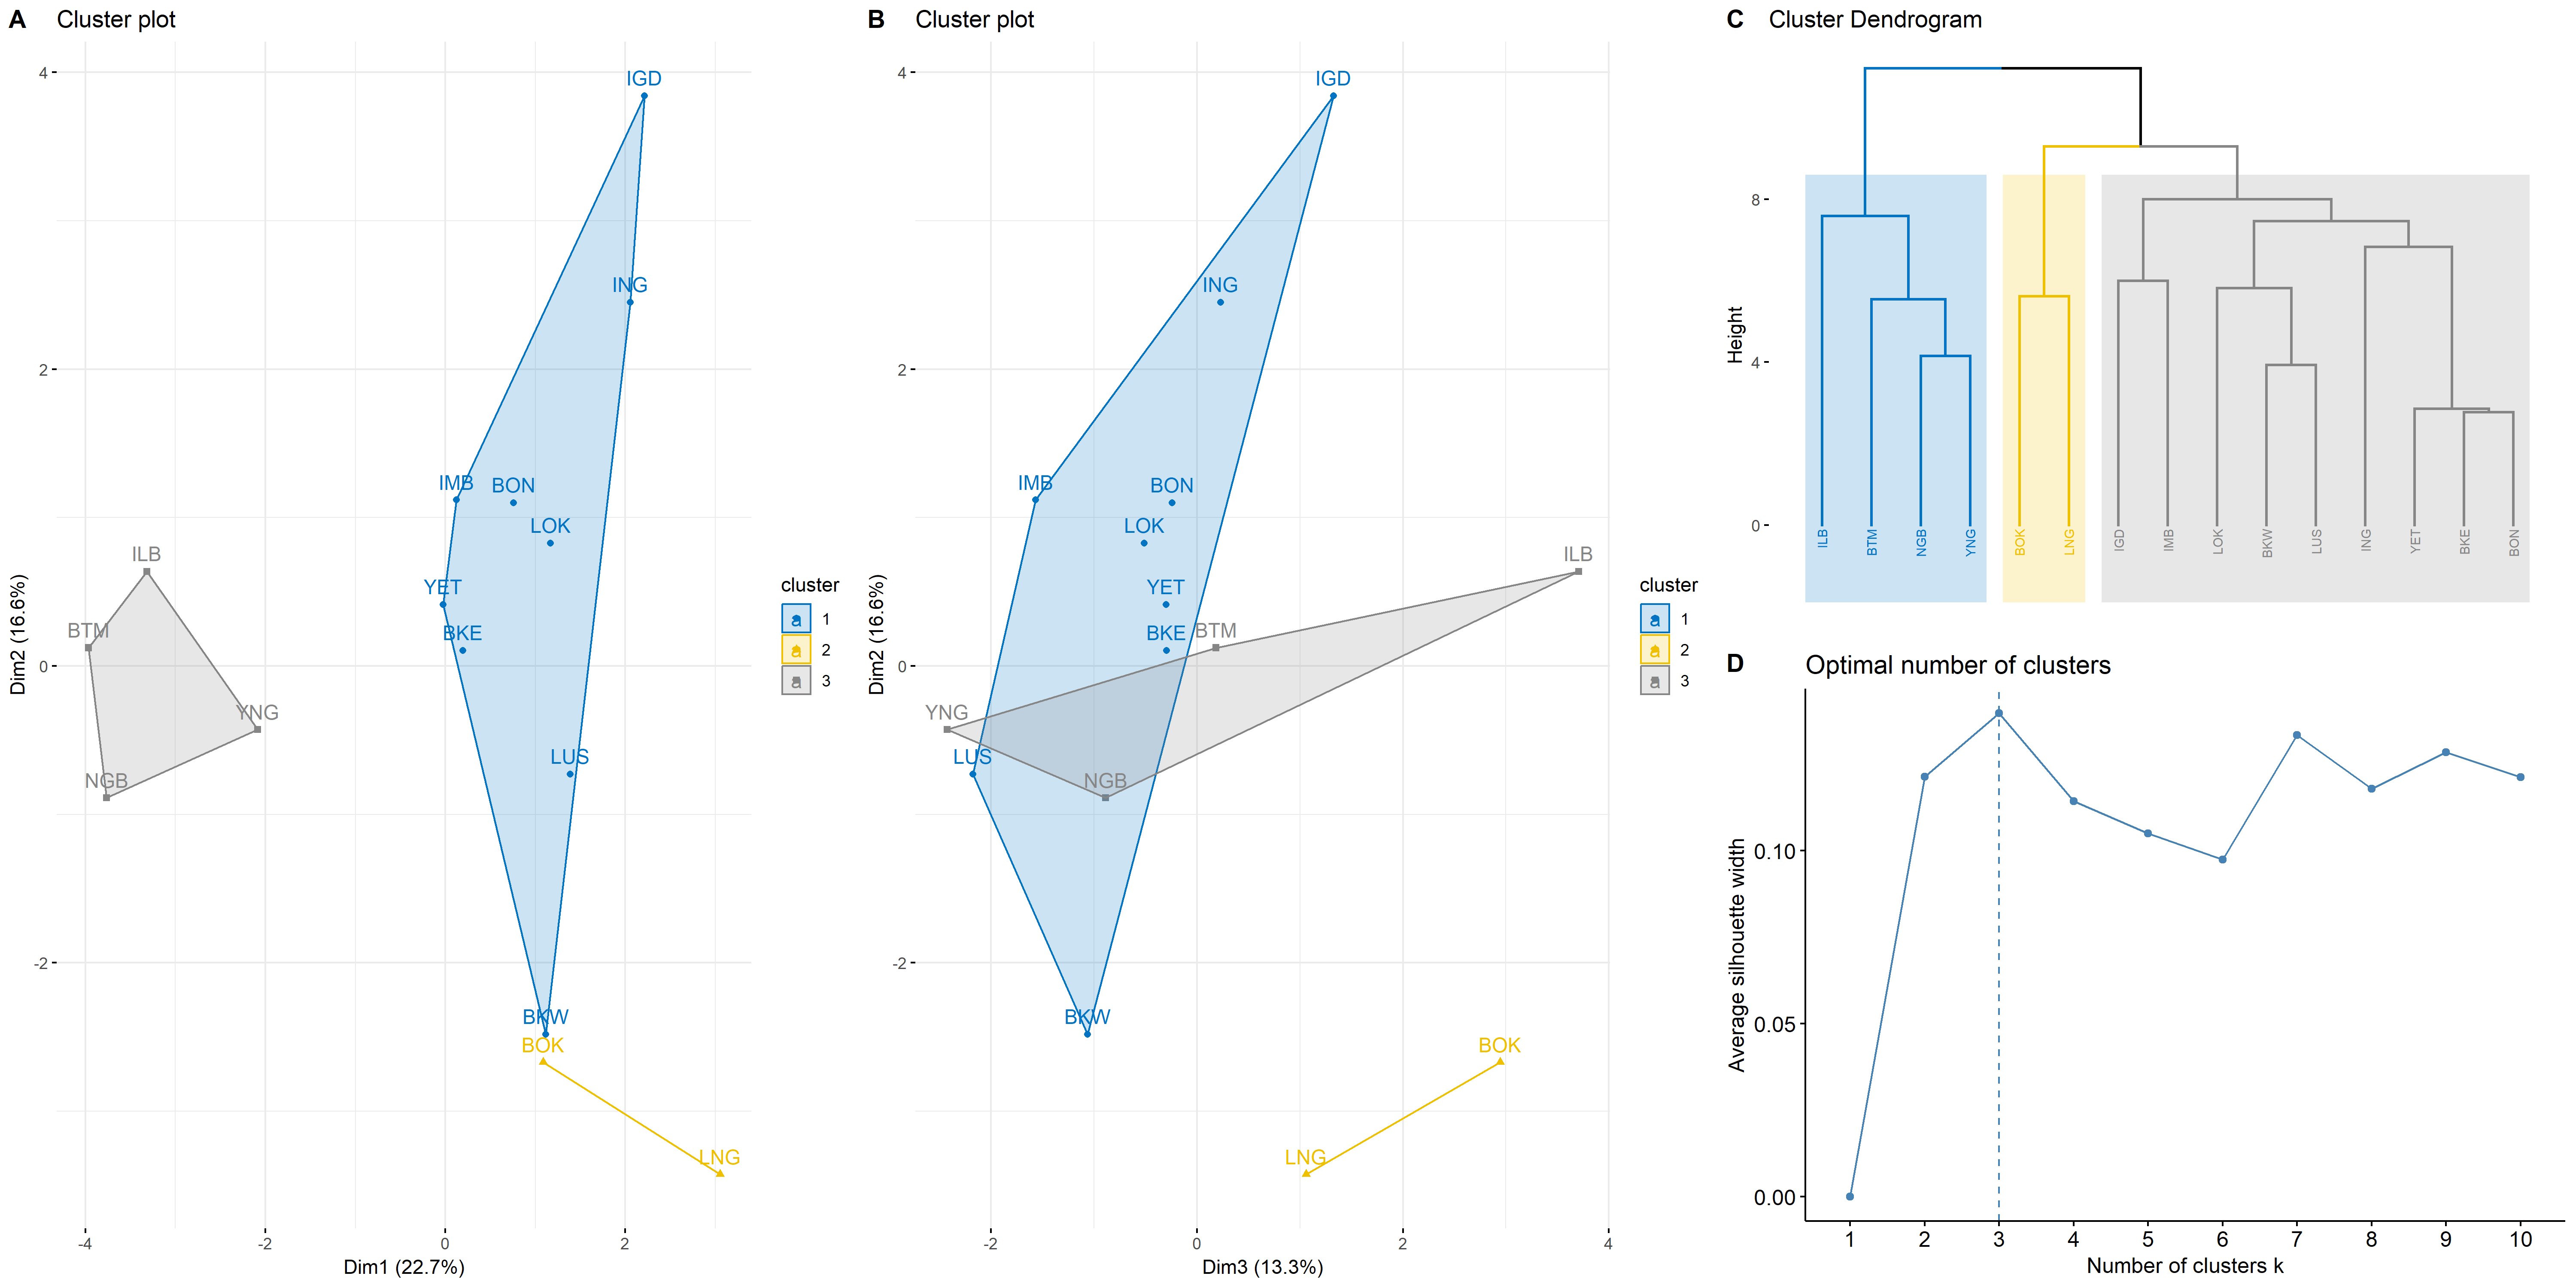 A Cluster plot
4
2
0
-2
Dim2 (16.6%)
IGD
ING
IMB
BON
LOK
ILB
YET
BTM
BKE
YNG
LUS
NGB
BKW
BOK
LNG
-4 -2 0 2
Dim1 (22.7%)
cluster
a 1
a 2
a 3
B Cluster plot
4
2
0
-2
Dim2 (16.6%)
IGD
ING
IMB
BON
LOK
ILB
YET
BKE
BTM
YNG
LUS
NGB
BKW
BOK
LNG
-2 0 2 4
Dim3 (13.3%)
cluster
a 1
a 2
a 3
C Cluster Dendrogram
8
4
0
Height
ILB BTM NGB YNG BOK LNG IGD IMB LOK BKW LUS ING YET BKE BON
D Optimal number of clusters
0.10
0.05
0.00
Average silhouette width
1 2 3 4 5 6 7 8 9 10
Number of clusters k